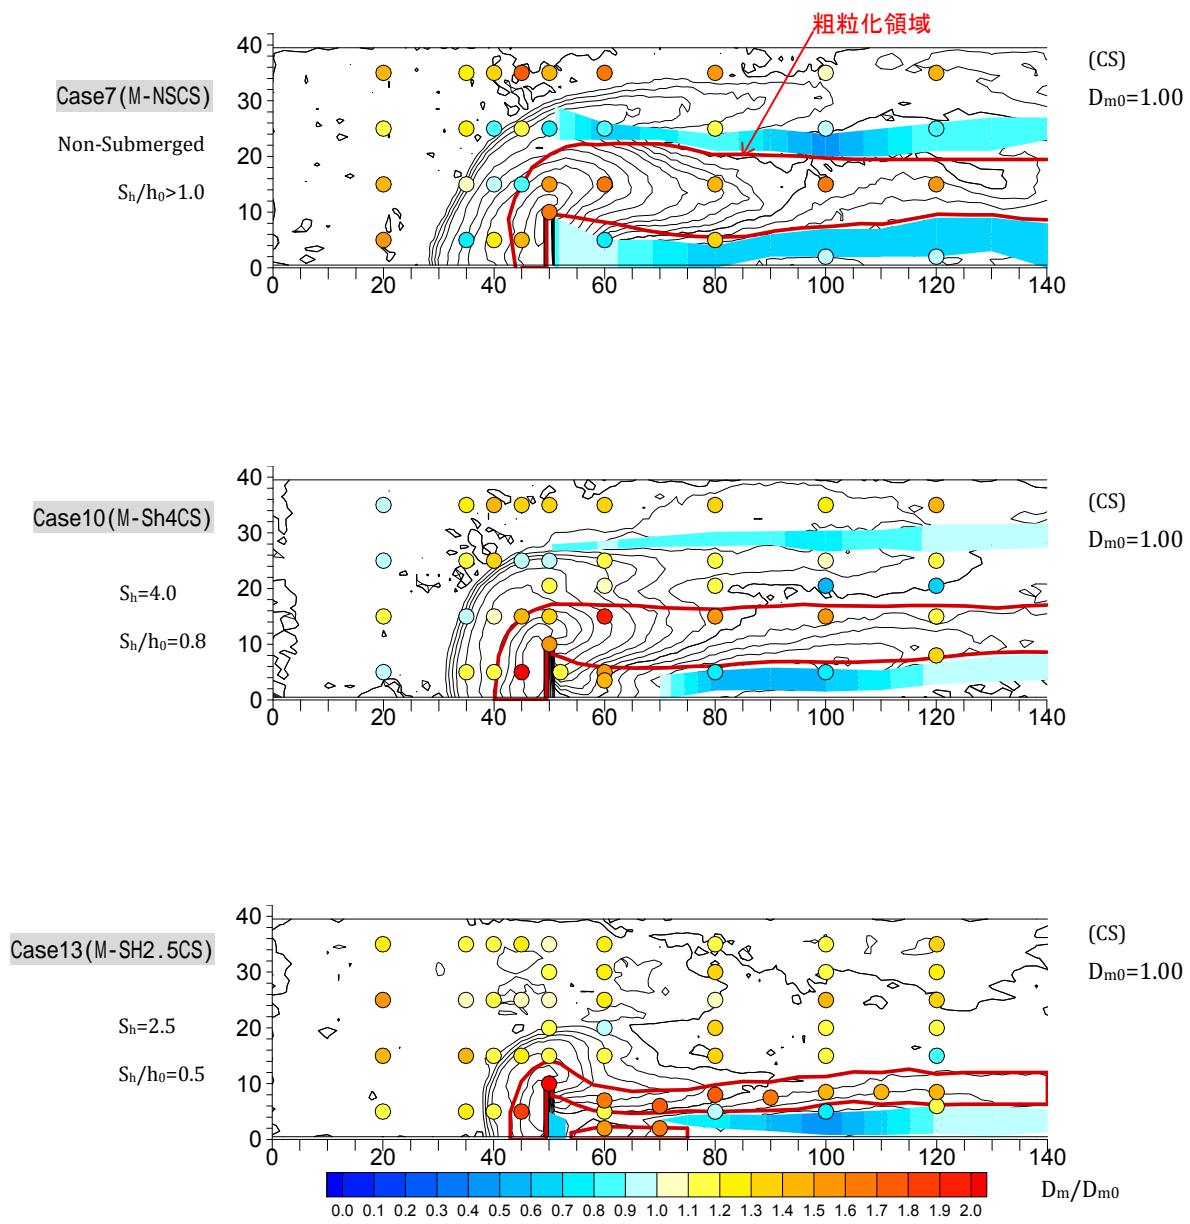 粗粒化領域
40
30
20
10
0
0 20 40 60 80 100 120 140
Case7(M-NSCS)
Non-Submerged
Sₕ/h₀>1.0
(CS)
Dₘ₀=1.00
40
30
20
10
0
0 20 40 60 80 100 120 140
Case10(M-Sh4CS)
Sₕ=4.0
Sₕ/h₀=0.8
(CS)
Dₘ₀=1.00
40
30
20
10
0
0 20 40 60 80 100 120 140
Case13(M-SH2.5CS)
Sₕ=2.5
Sₕ/h₀=0.5
(CS)
Dₘ₀=1.00
0.0 0.1 0.2 0.3 0.4 0.5 0.6 0.7 0.8 0.9 1.0 1.1 1.2 1.3 1.4 1.5 1.6 1.7 1.8 1.9 2.0
Dₘ/Dₘ₀